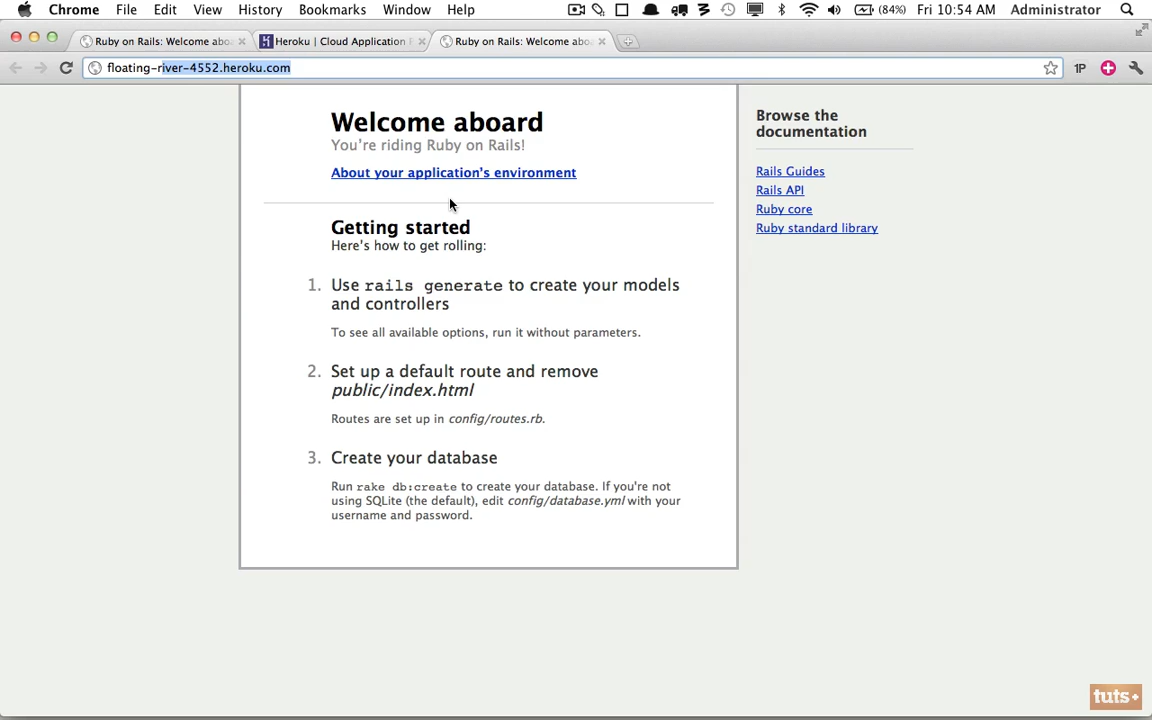 Chrome File Edit View History Bookmarks Window Help (84%) Fri 10:54 AM Administrator
Ruby on Rails: Welcome abo
Heroku | Cloud Application
Ruby on Rails: Welcome abo
floating-river-4552.heroku.com
1P
Welcome aboard
You're riding Ruby on Rails!
About your application's environment
Getting started
Here's how to get rolling:
1. Use rails generate to create your models
and controllers
To see all available options, run it without parameters.
2. Set up a default route and remove
public/index.html
Routes are set up in config/routes.rb.
3. Create your database
Run rake db:create to create your database. If you're not
using SQLite (the default), edit config/database.yml with your
username and password.
Browse the
documentation
Rails Guides
Rails API
Ruby core
Ruby standard library
tuts+